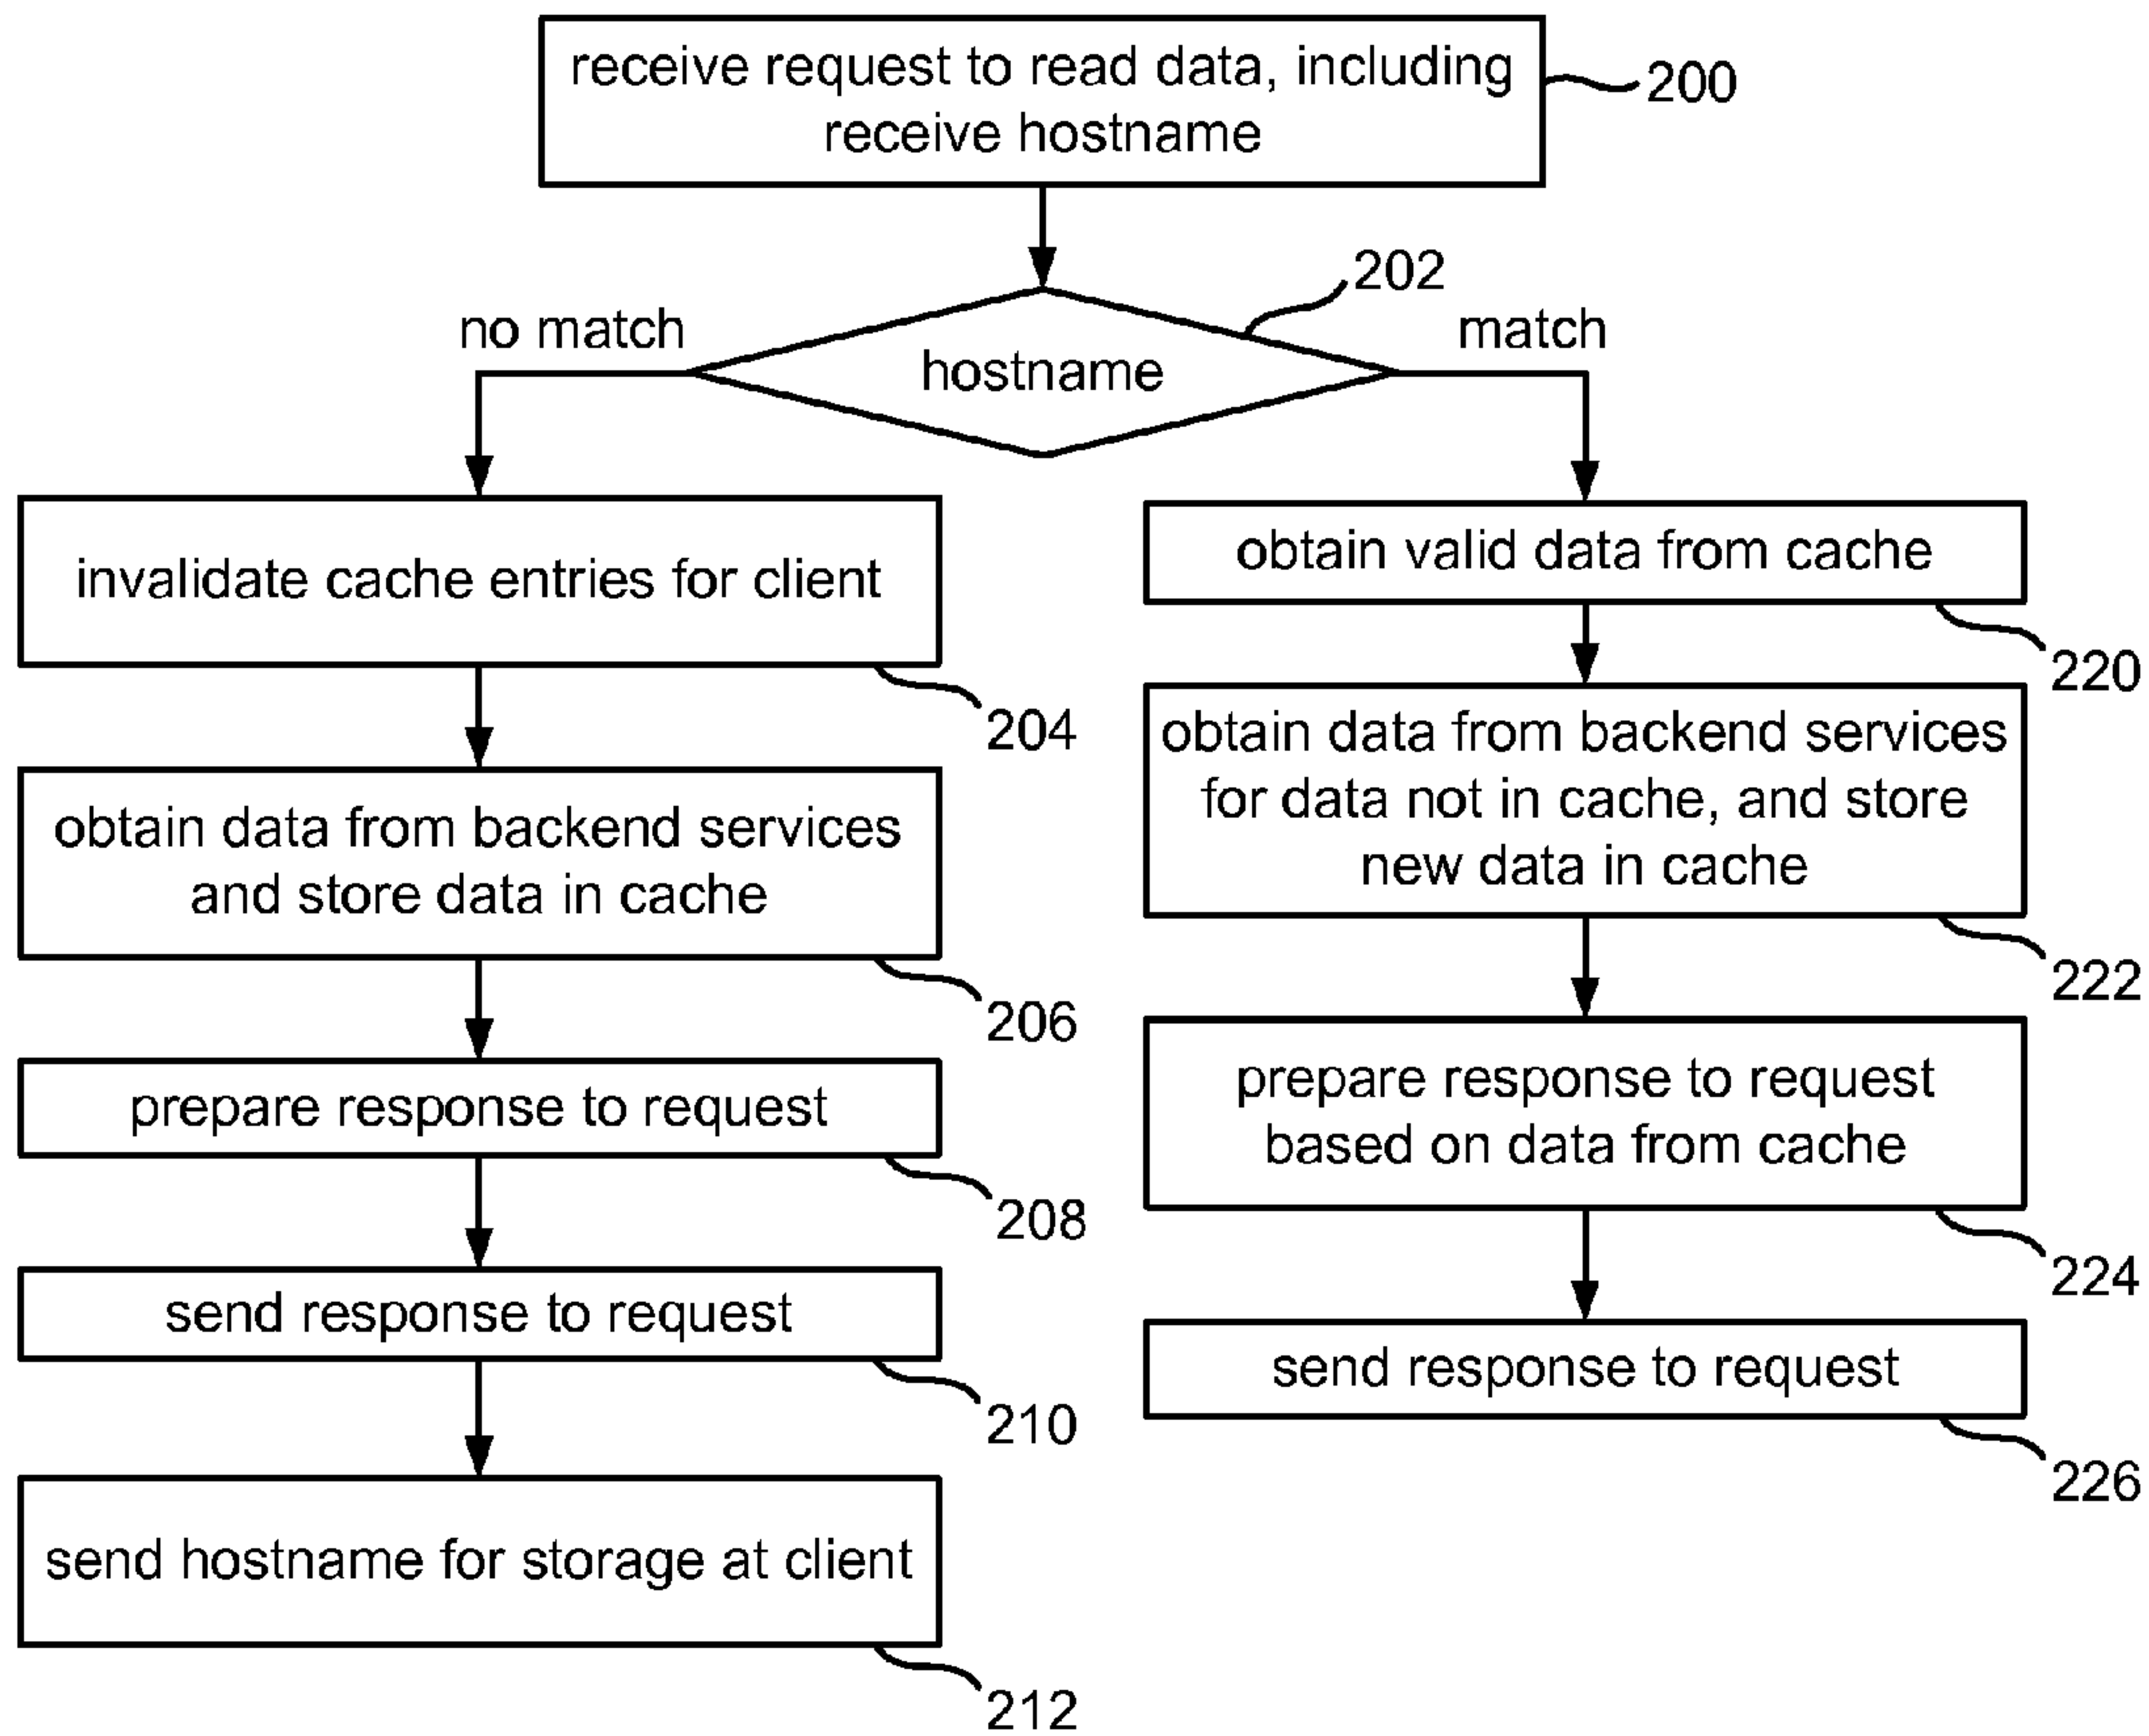 receive request to read data, including
receive hostname
200
202
no match
hostname
match
invalidate cache entries for client
204
obtain data from backend services
and store data in cache
206
prepare response to request
208
send response to request
210
send hostname for storage at client
212
obtain valid data from cache
220
obtain data from backend services
for data not in cache, and store
new data in cache
222
prepare response to request
based on data from cache
224
send response to request
226